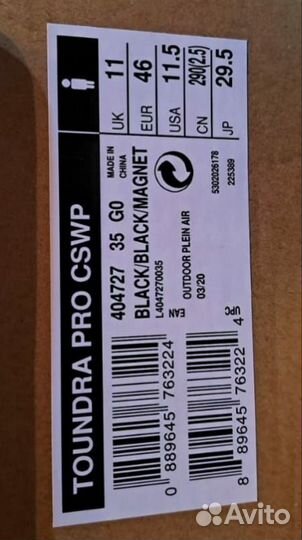 TOUNDRA PRO CSWP
UK 11
EUR 46
USA 11.5
CN 290(2.5)
JP 29.5
404727 35 G0
MADE IN
CHINA
BLACK/BLACK/MAGNET
L4047270035
OUTDOOR PLEIN AIR
03/20
5302026178
225389
EAN
0 889645 763224
UPC
8 89645 76322 4
Avito